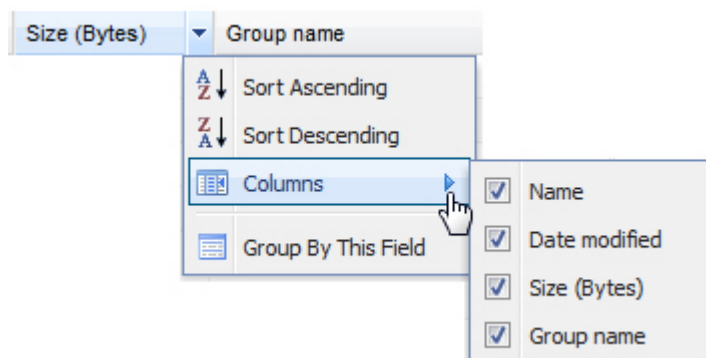 Size (Bytes) Group name
Sort Ascending
Sort Descending
Columns
Group By This Field
Name
Date modified
Size (Bytes)
Group name